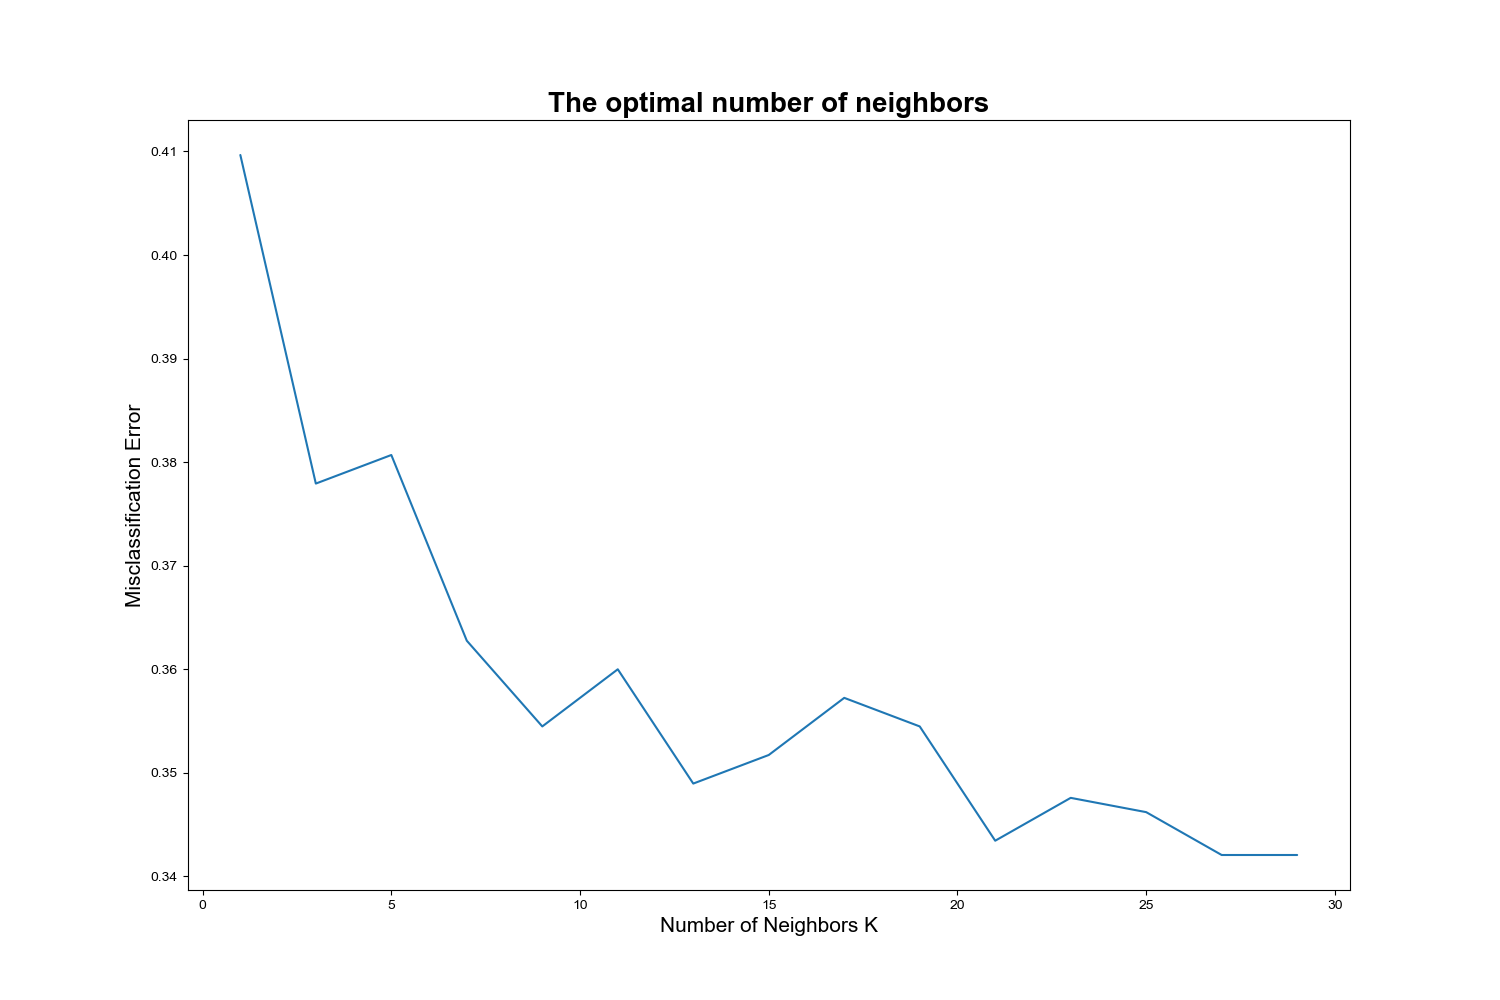 The optimal number of neighbors
0.41
0.40
0.39
0.38
0.37
0.36
0.35
0.34
Misclassification Error
0 5 10 15 20 25 30
Number of Neighbors K